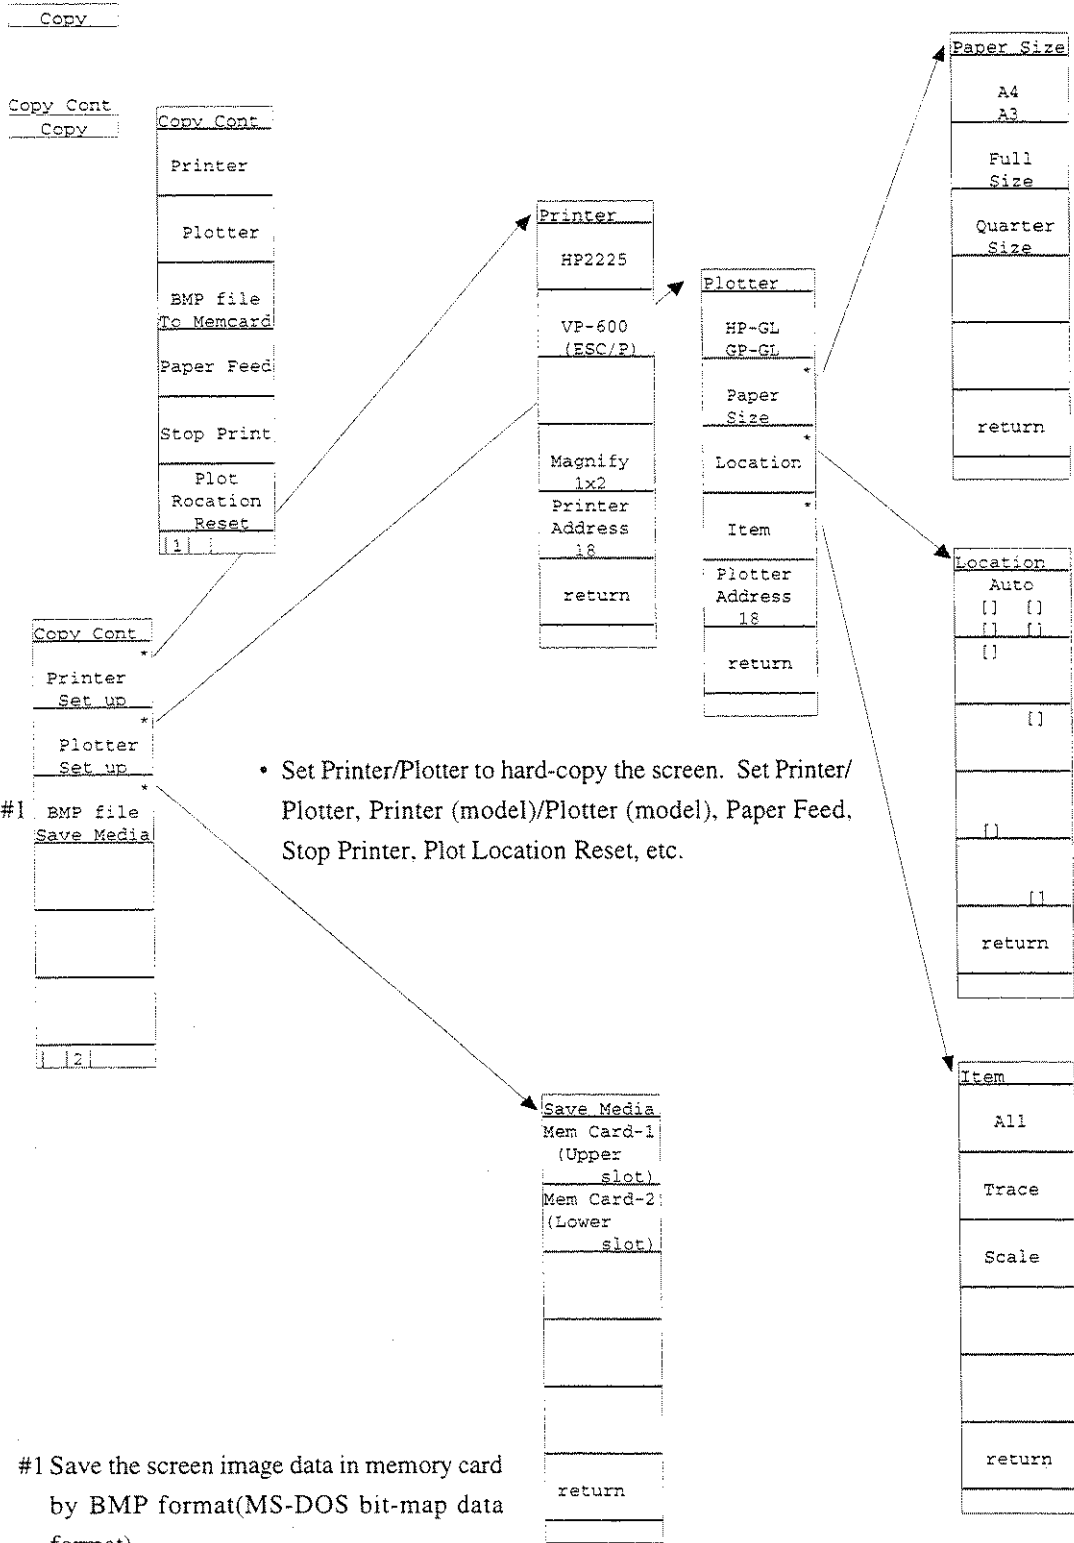 Copy
Copy Cont
Copy
Copy Cont
Printer
Plotter
BMP file
To Memcard
Paper Feed
Stop Print
Plot
Rocation
Reset
1
Copy Cont
*
Printer
Set up
*
Plotter
Set up
*
#1 BMP file
Save Media
2
Printer
HP2225
VP-600
(ESC/P)
Magnify
1x2
Printer
Address
18
return
Plotter
HP-GL
GP-GL
*
Paper
Size
*
Location
*
Item
Plotter
Address
18
return
Paper Size
A4
A3
Full
Size
Quarter
Size
return
Location
Auto
[] []
[] []
[]
[]
[]
[]
return
Item
All
Trace
Scale
return
• Set Printer/Plotter to hard-copy the screen. Set Printer/
Plotter, Printer (model)/Plotter (model), Paper Feed,
Stop Printer, Plot Location Reset, etc.
Save Media
Mem Card-1
(Upper
slot)
Mem Card-2
(Lower
slot)
return
#1 Save the screen image data in memory card
by BMP format(MS-DOS bit-map data